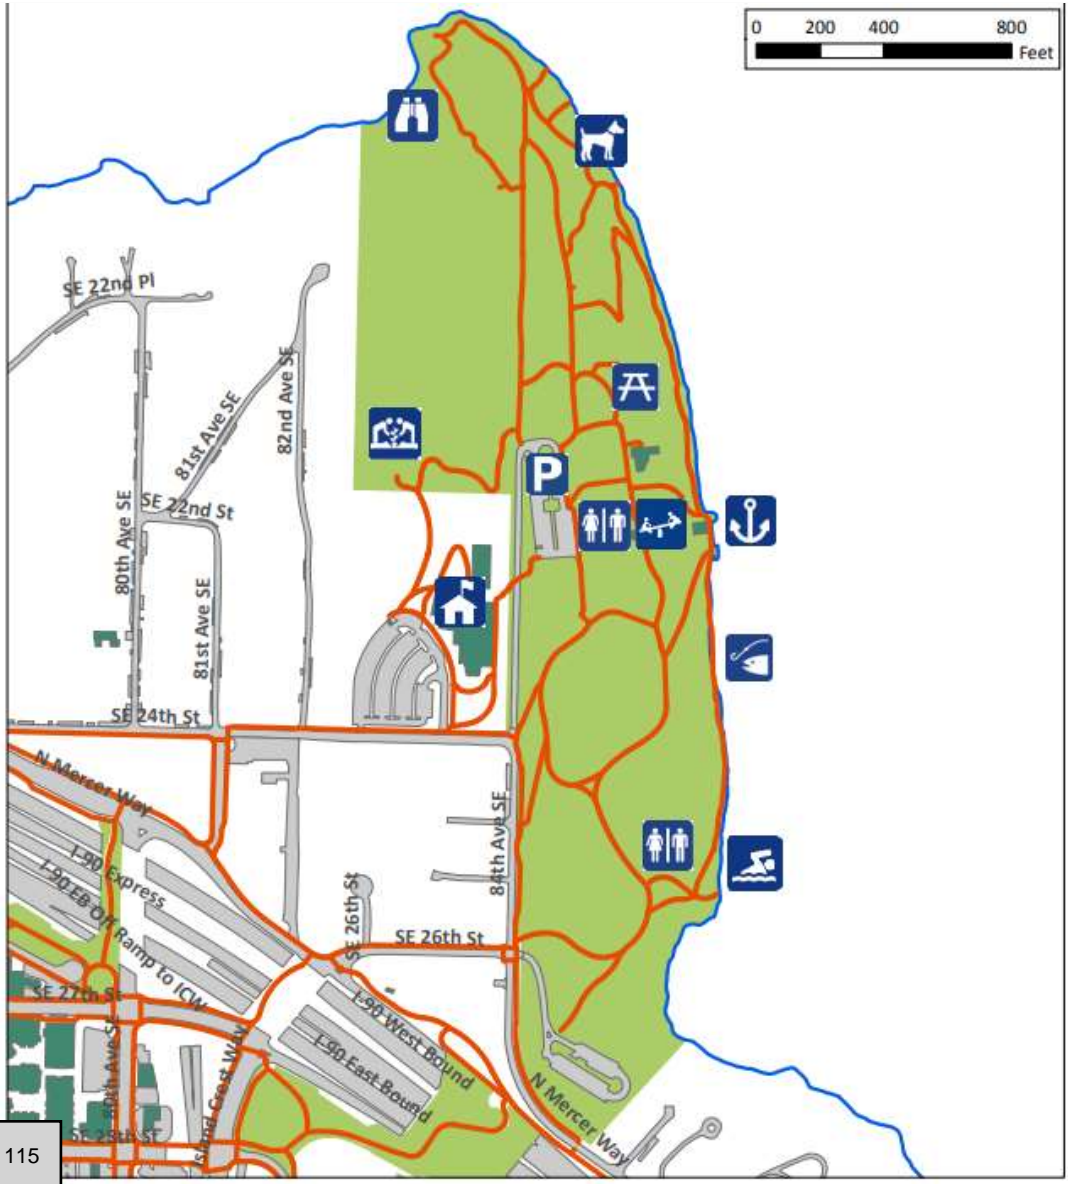 0 200 400 800
Feet
SE 22nd Pl
82nd Ave SE
81st Ave SE
80th Ave SE
SE 22nd St
P
81st Ave SE
SE 24th St
N Mercer Way
84th Ave SE
I-90 Express
I-90 EB Off Ramp to ICW
SE 26th St
SE 26th St
SE 27th St
I-90 West Bound
I-90 East Bound
80th Ave SE
Island Crest Way
N Mercer Way
SE 28th St
115